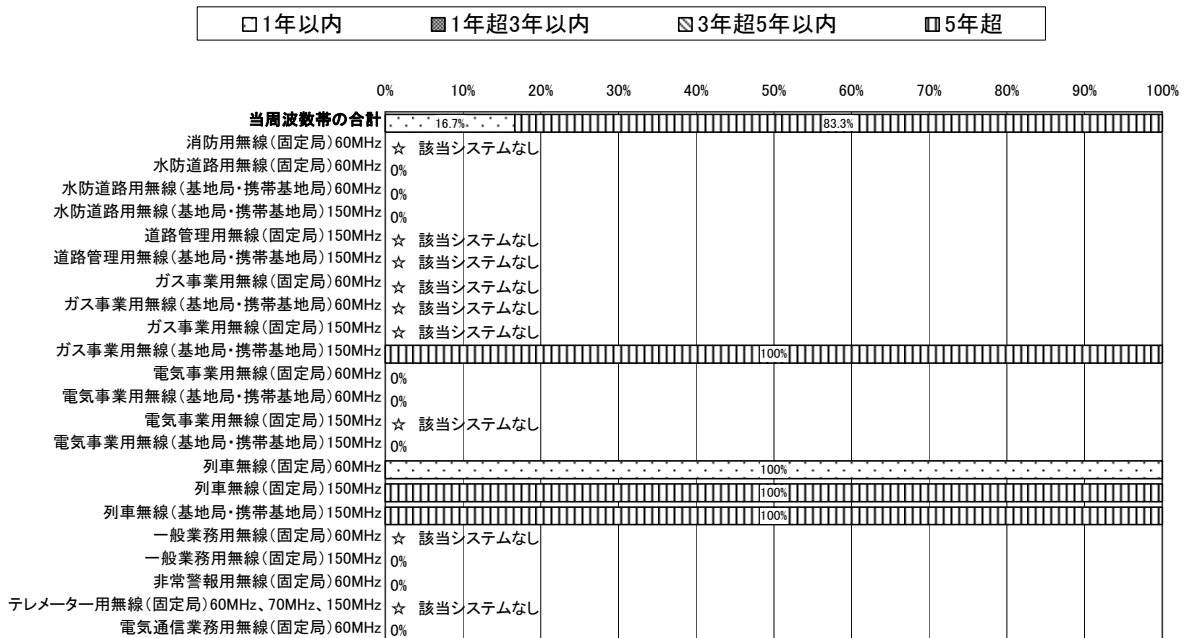 1年以内 1年超3年以内 3年超5年以内 5年超
0% 10% 20% 30% 40% 50% 60% 70% 80% 90% 100%
当周波数帯の合計 16.7% 83.3%
消防用無線(固定局)60MHz ☆ 該当システムなし
水防道路用無線(固定局)60MHz 0%
水防道路用無線(基地局・携帯基地局)60MHz 0%
水防道路用無線(基地局・携帯基地局)150MHz 0%
道路管理用無線(固定局)150MHz ☆ 該当システムなし
道路管理用無線(基地局・携帯基地局)150MHz ☆ 該当システムなし
ガス事業用無線(固定局)60MHz ☆ 該当システムなし
ガス事業用無線(基地局・携帯基地局)60MHz ☆ 該当システムなし
ガス事業用無線(固定局)150MHz ☆ 該当システムなし
ガス事業用無線(基地局・携帯基地局)150MHz 100%
電気事業用無線(固定局)60MHz 0%
電気事業用無線(基地局・携帯基地局)60MHz 0%
電気事業用無線(固定局)150MHz ☆ 該当システムなし
電気事業用無線(基地局・携帯基地局)150MHz 0%
列車無線(固定局)60MHz 100%
列車無線(固定局)150MHz 100%
列車無線(基地局・携帯基地局)150MHz 100%
一般業務用無線(固定局)60MHz ☆ 該当システムなし
一般業務用無線(固定局)150MHz 0%
非常警報用無線(固定局)60MHz 0%
テレメーター用無線(固定局)60MHz、70MHz、150MHz ☆ 該当システムなし
電気通信業務用無線(固定局)60MHz 0%